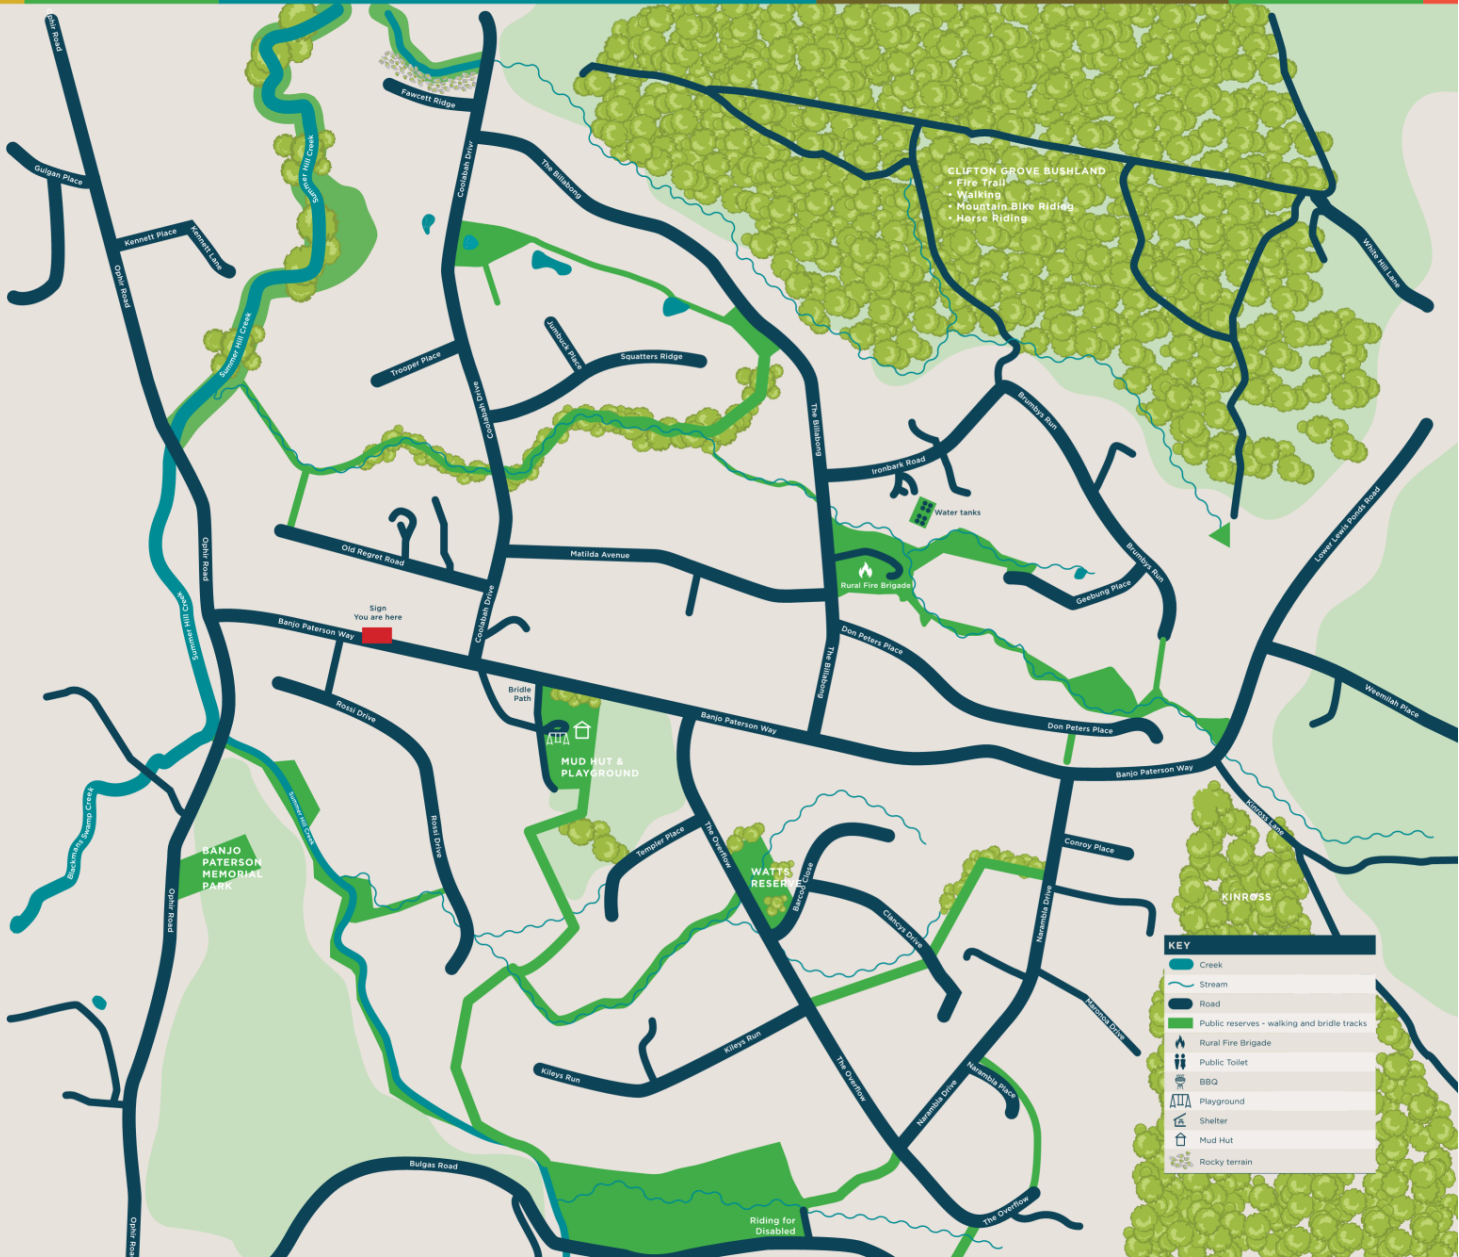 Ophir Road
Fawcett Ridge
Summer Hill Creek
Coolabah Drive
The Billabong
Gulgan Place
CLIFTON GROVE BUSHLAND
• Fire Trail
• Walking
• Mountain Bike Riding
• Horse Riding
Kennett Place
Kennett Lane
Summer Hill Creek
Ophir Road
White Hill Lane
Jumbuck Place
Squatters Ridge
Trooper Place
Coolabah Drive
The Billabong
Brumbys Run
Ironbark Road
Water tanks
Lower Lewis Ponds Road
Old Regret Road
Matilda Avenue
Ophir Road
Rural Fire Brigade
Brumbys Run
Geebung Place
Summer Hill Creek
Coolabah Drive
Sign
You are here
Banjo Paterson Way
Don Peters Place
The Billabong
Weemilah Place
Bridle
Path
Rossi Drive
Banjo Paterson Way
Don Peters Place
MUD HUT &
PLAYGROUND
Banjo Paterson Way
Summer Hill Creek
Blackmans Swamp Creek
Rossi Drive
Templer Place
The Overflow
Kinross Lane
Conroy Place
BANJO
PATERSON
MEMORIAL
PARK
WATTS
RESERVE
Barcoo Close
Clancys Drive
Narambla Drive
KINROSS
Ophir Road
KEY
Creek
Stream
Road
Public reserves - walking and bridle tracks
Rural Fire Brigade
Public Toilet
BBQ
Playground
Shelter
Mud Hut
Rocky terrain
Maronoa Drive
Kileys Run
Kileys Run
The Overflow
Narambla Place
Narambla Drive
Bulgas Road
The Overflow
Riding for
Disabled
Ophir Road